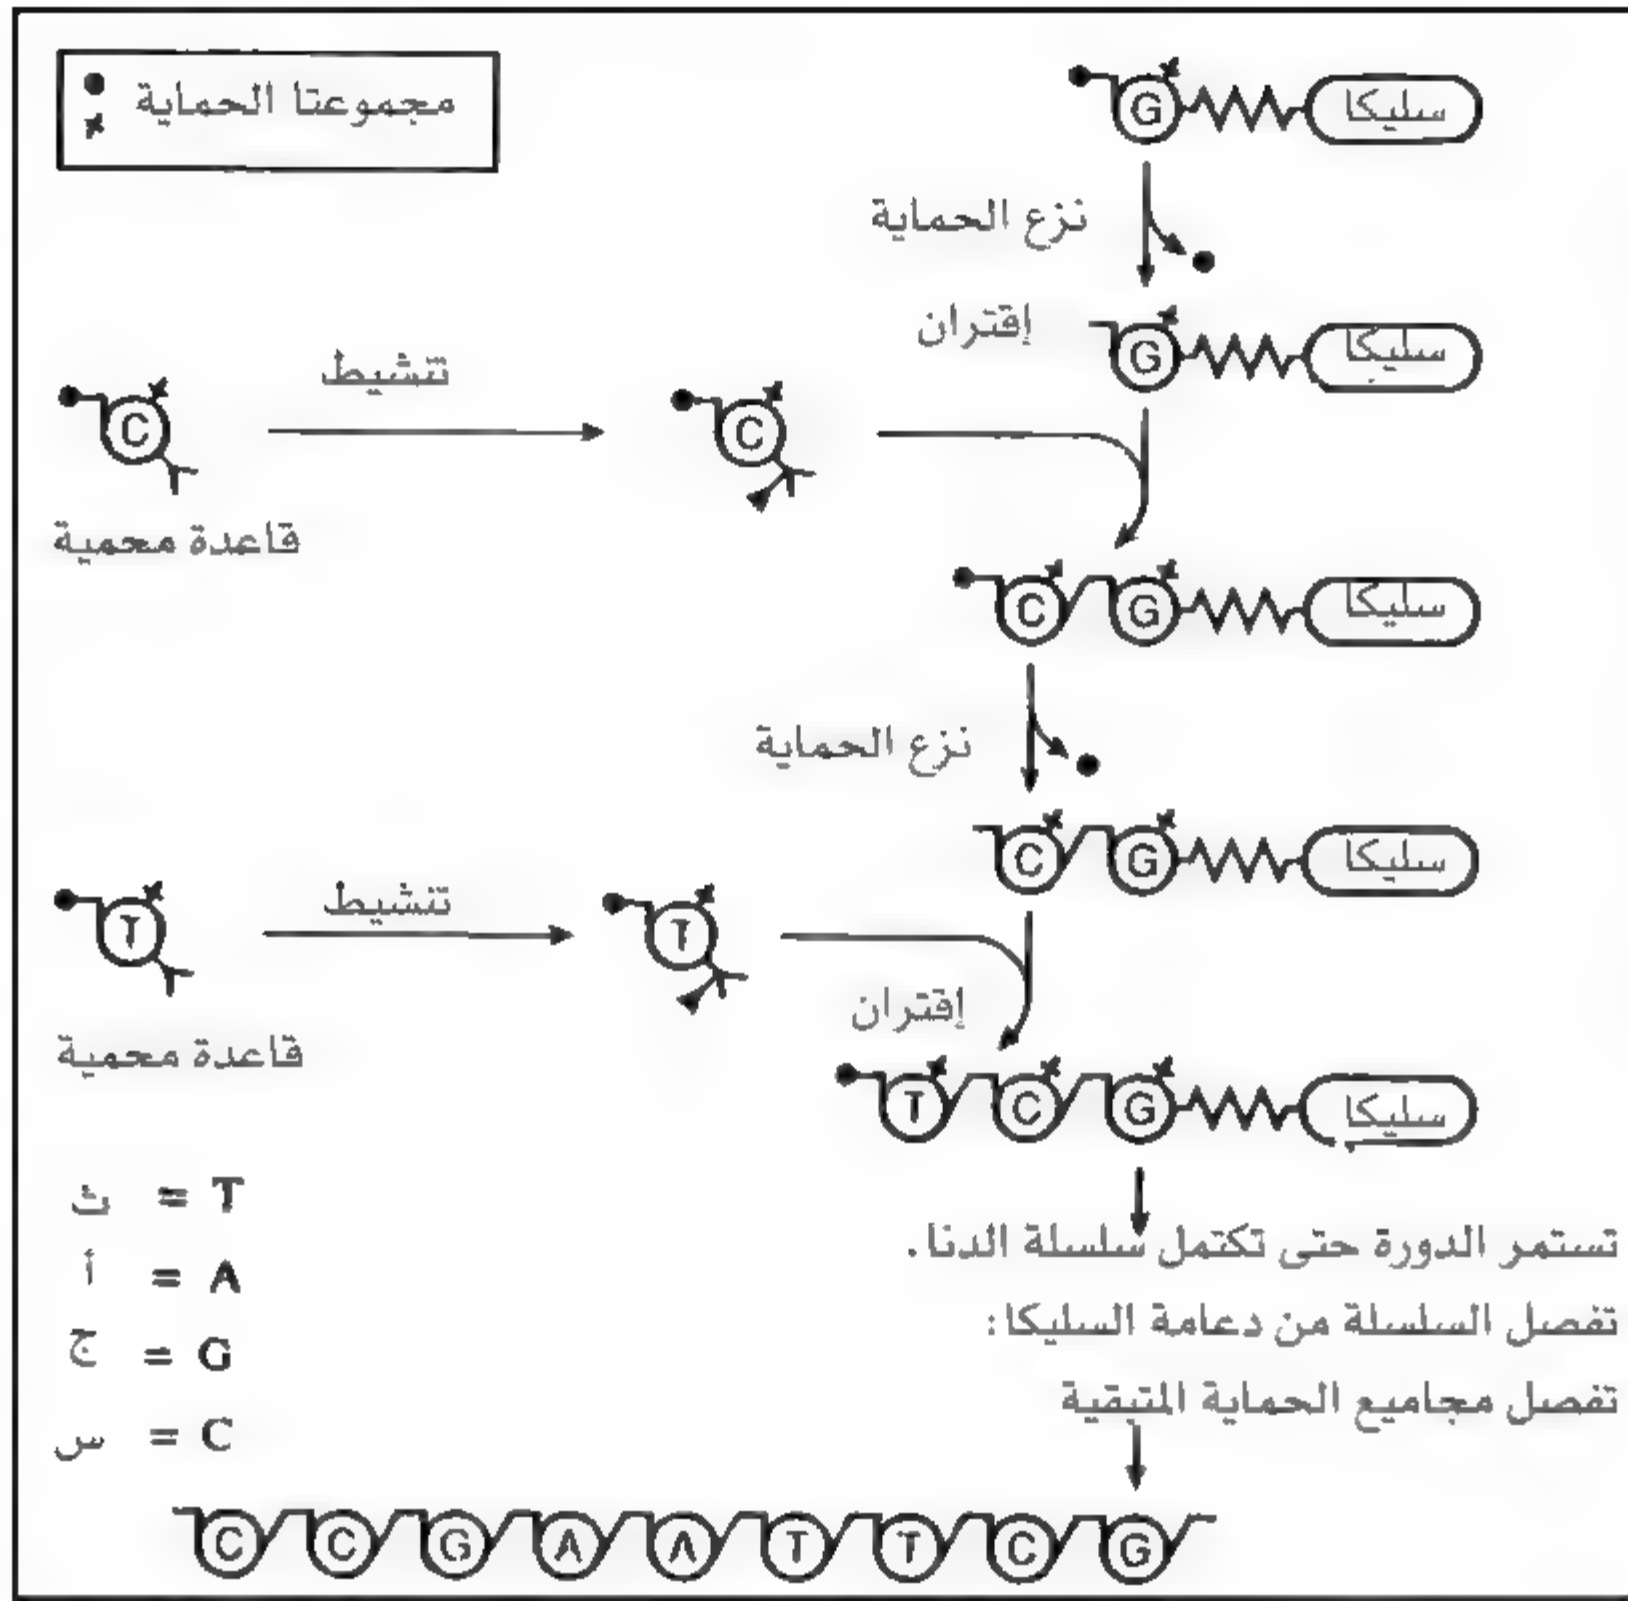 مجموعتا الحماية
G سليكا
نزع الحماية
إقتران
G سليكا
C تنشيط C
قاعدة محمية
C G سليكا
نزع الحماية
C G سليكا
T تنشيط T
إقتران
قاعدة محمية
T C G سليكا
ث = T
أ = A
ج = G
س = C
تستمر الدورة حتى تكتمل سلسلة الدنا.
تفصل السلسلة من دعامة السليكا:
تفصل مجاميع الحماية المتبقية
C C G A A T T C G